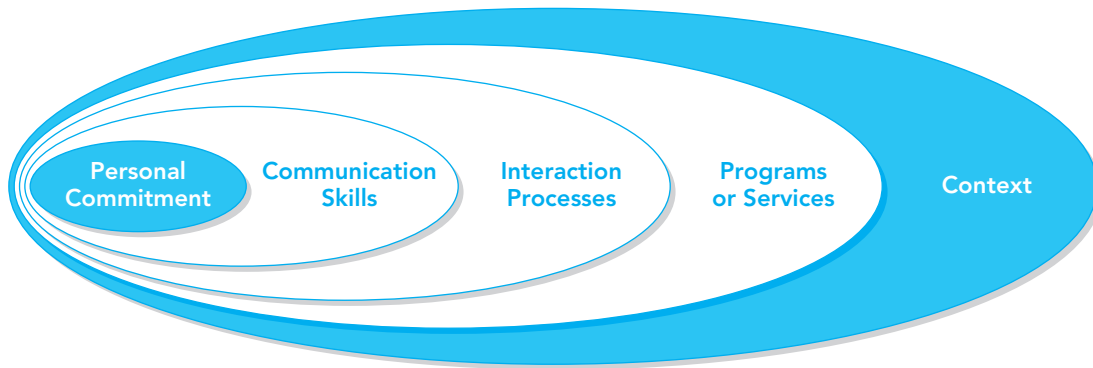 Personal
Commitment
Communication
Skills
Interaction
Processes
Programs
or Services
Context